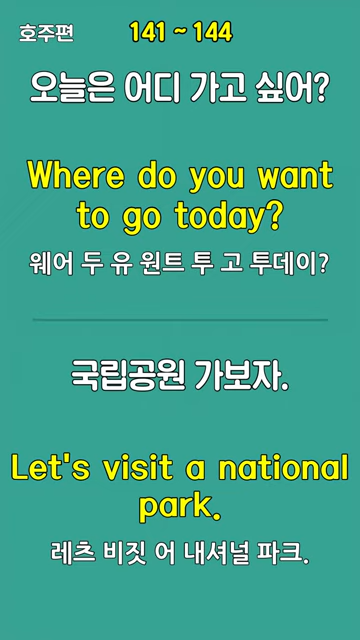 호주편
141 ~ 144
오늘은 어디 가고 싶어?
Where do you want
to go today?
웨어 두 유 원트 투 고 투데이?
국립공원 가보자.
Let's visit a national
park.
레츠 비짓 어 내셔널 파크.